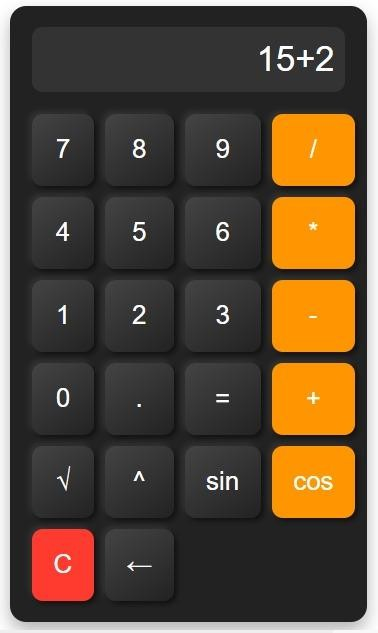 15+2
7 8 9 /
4 5 6 *
1 2 3 -
0 . = +
√ ^ sin cos
C ←